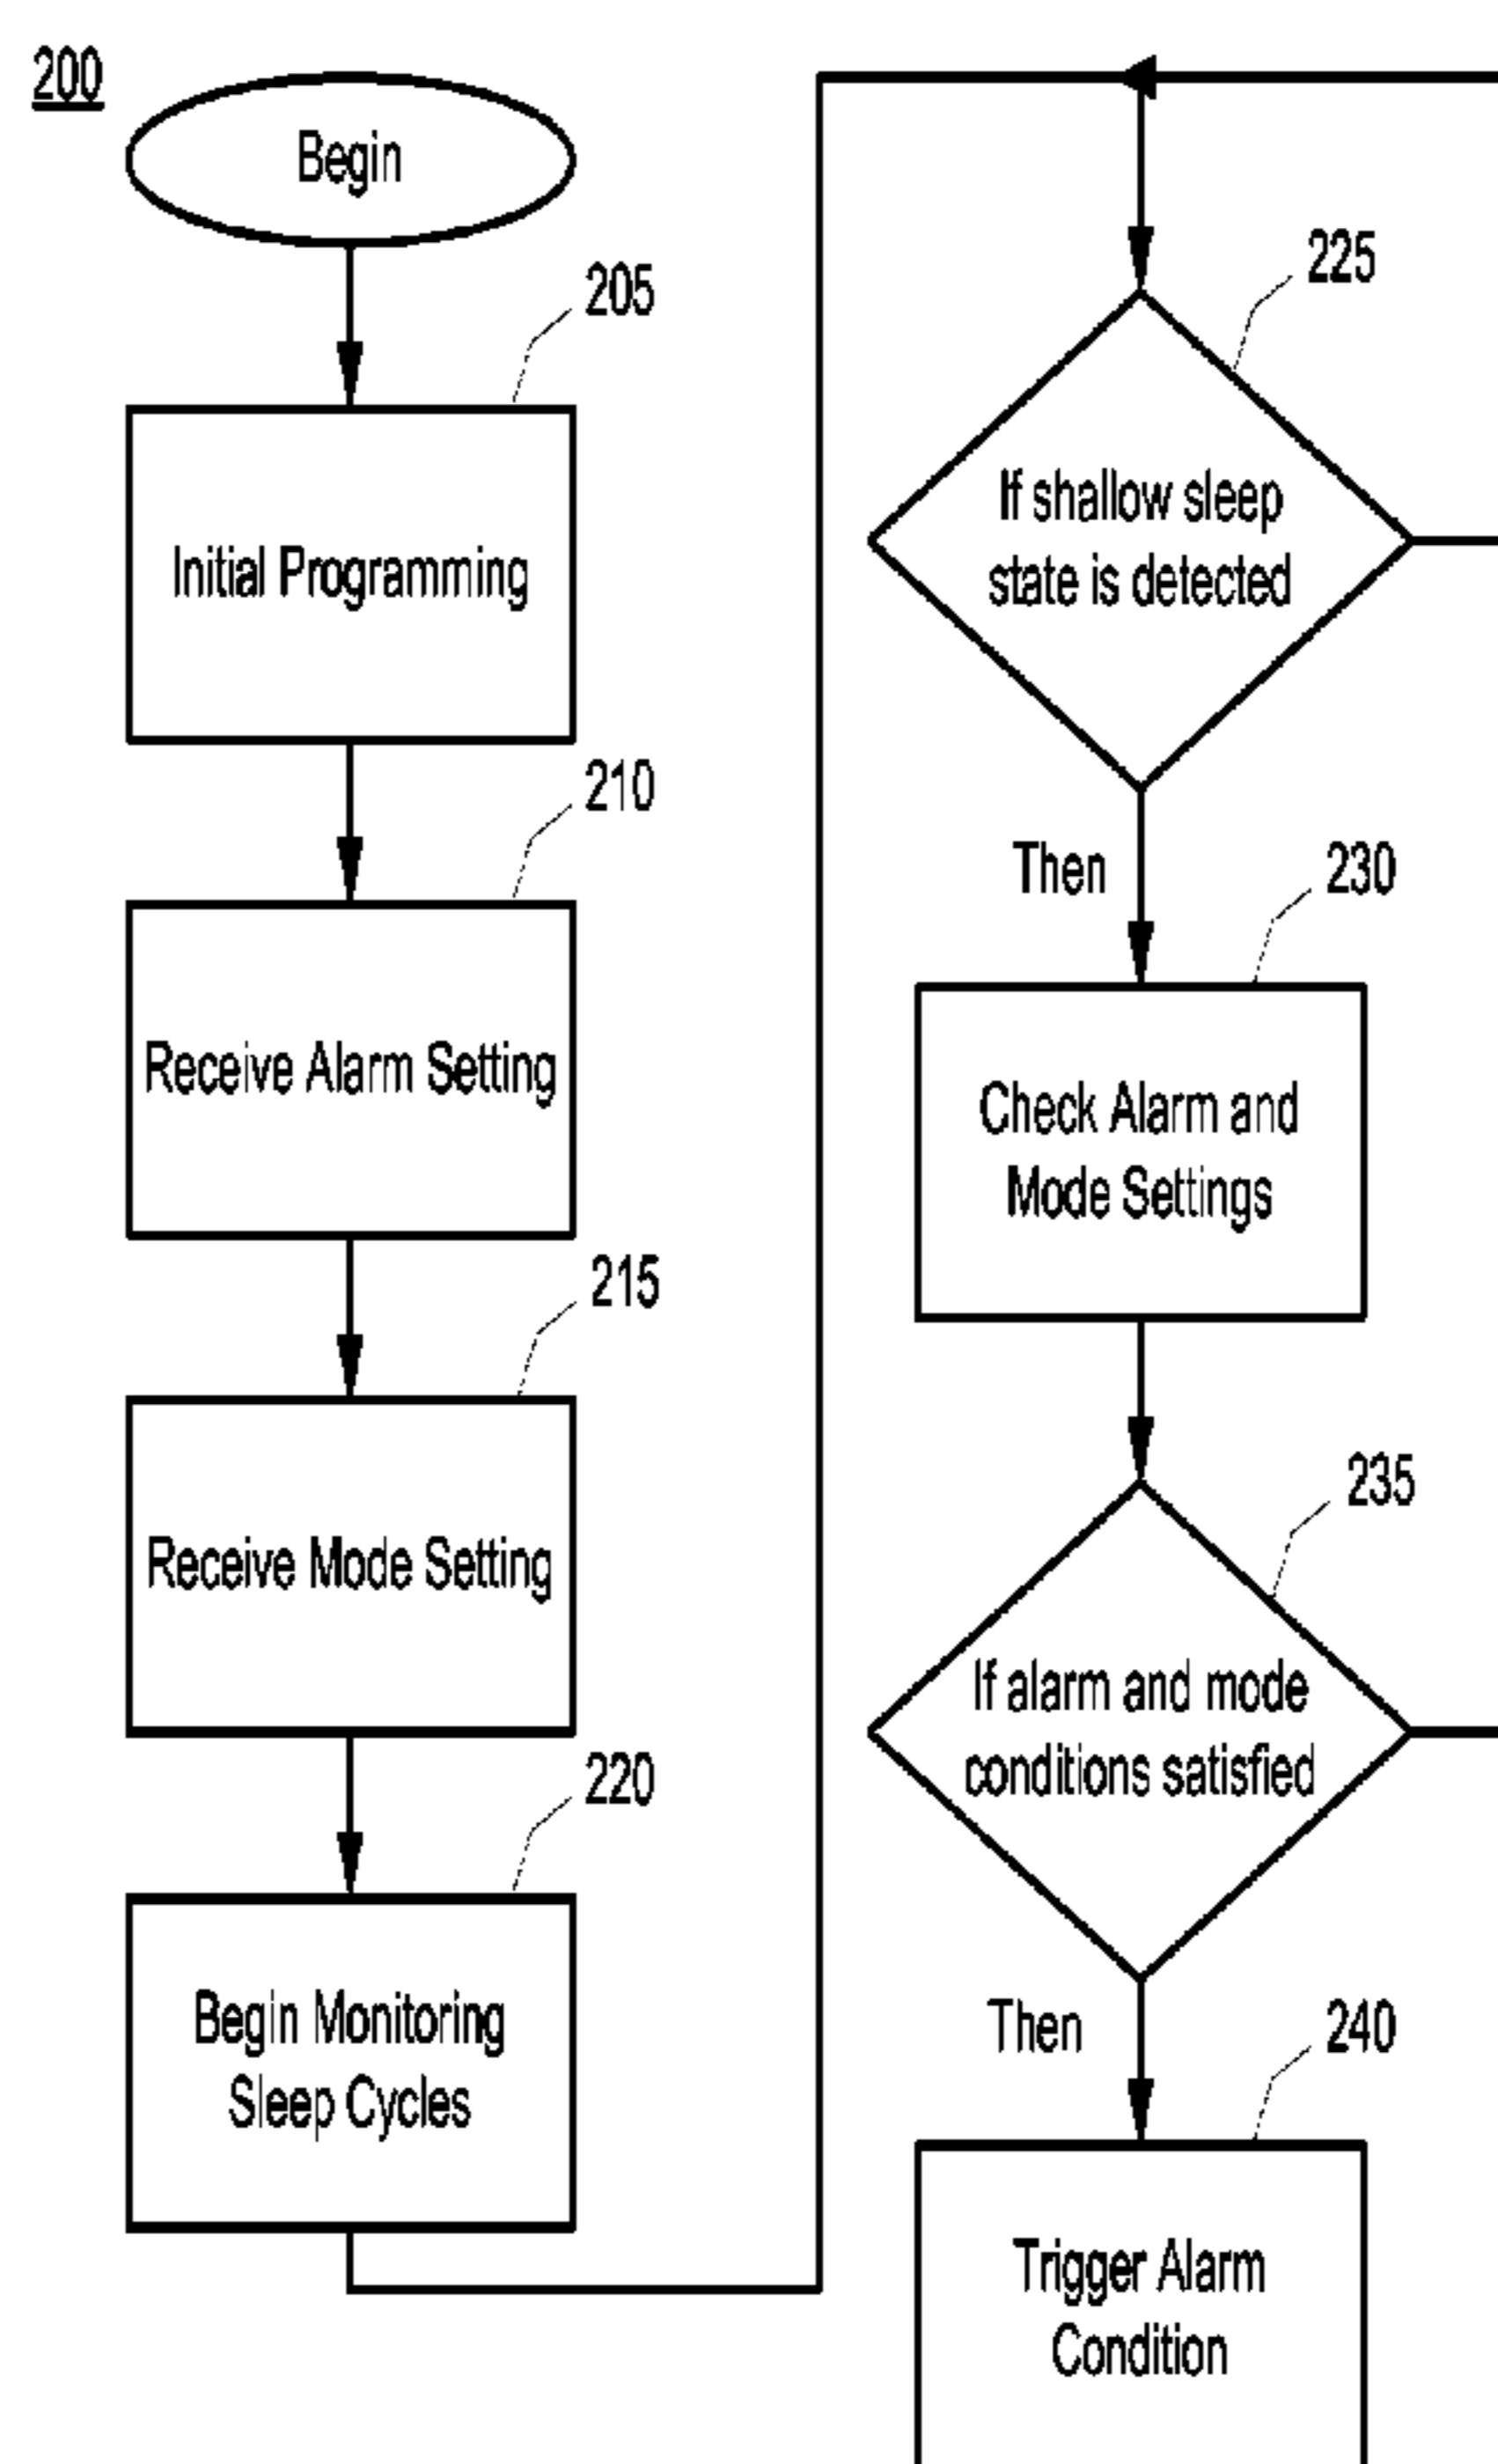 200
Begin
205
Initial Programming
210
Receive Alarm Setting
215
Receive Mode Setting
220
Begin Monitoring
Sleep Cycles
225
If shallow sleep
state is detected
Then
230
Check Alarm and
Mode Settings
235
If alarm and mode
conditions satisfied
Then
240
Trigger Alarm
Condition